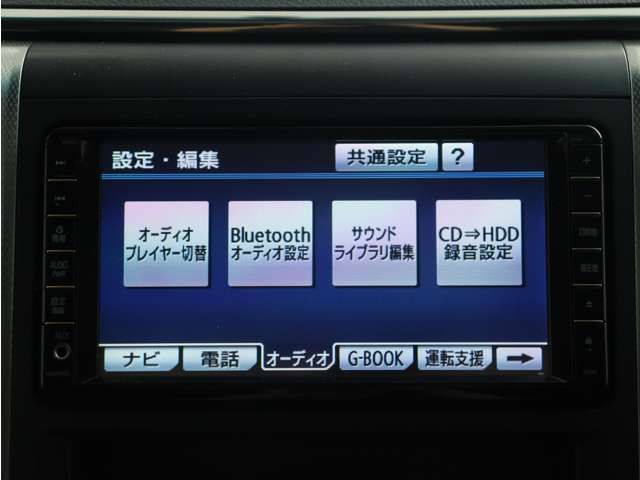 設定・編集
共通設定
?
オーディオ
プレイヤー切替
Bluetooth
オーディオ設定
サウンド
ライブラリ編集
CD⇒HDD
録音設定
ナビ
電話
オーディオ
G-BOOK
運転支援
AUDIO
AUX